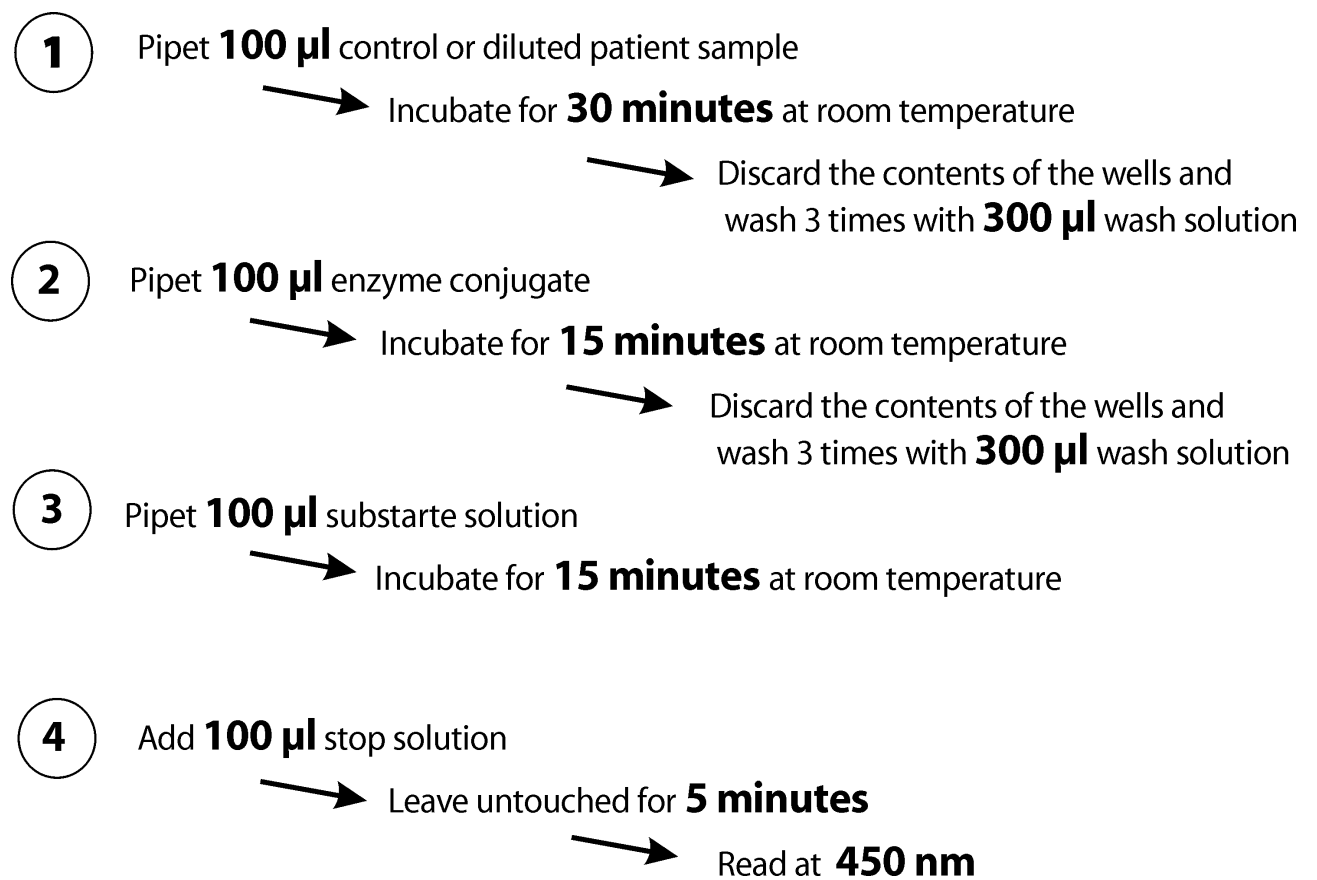 1 Pipet 100 µl control or diluted patient sample
Incubate for 30 minutes at room temperature
Discard the contents of the wells and
wash 3 times with 300 µl wash solution
2 Pipet 100 µl enzyme conjugate
Incubate for 15 minutes at room temperature
Discard the contents of the wells and
wash 3 times with 300 µl wash solution
3 Pipet 100 µl substarte solution
Incubate for 15 minutes at room temperature
4 Add 100 µl stop solution
Leave untouched for 5 minutes
Read at 450 nm